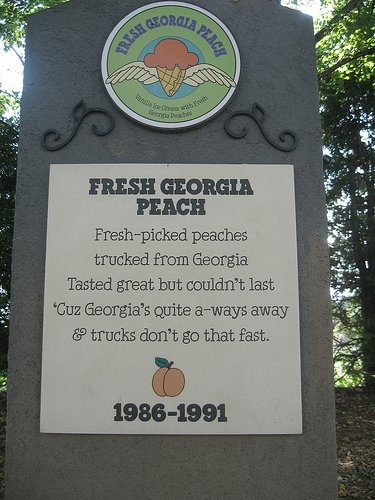 FRESH GEORGIA PEACH
Vanilla Ice Cream with Fresh
Georgia Peaches
FRESH GEORGIA
PEACH
Fresh-picked peaches
trucked from Georgia
Tasted great but couldn't last
'Cuz Georgia's quite a-ways away
& trucks don't go that fast.
1986-1991